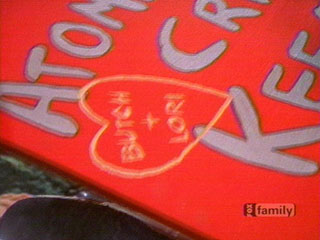 ATOM
CR
KEE
BUTCH
+
LORI
family